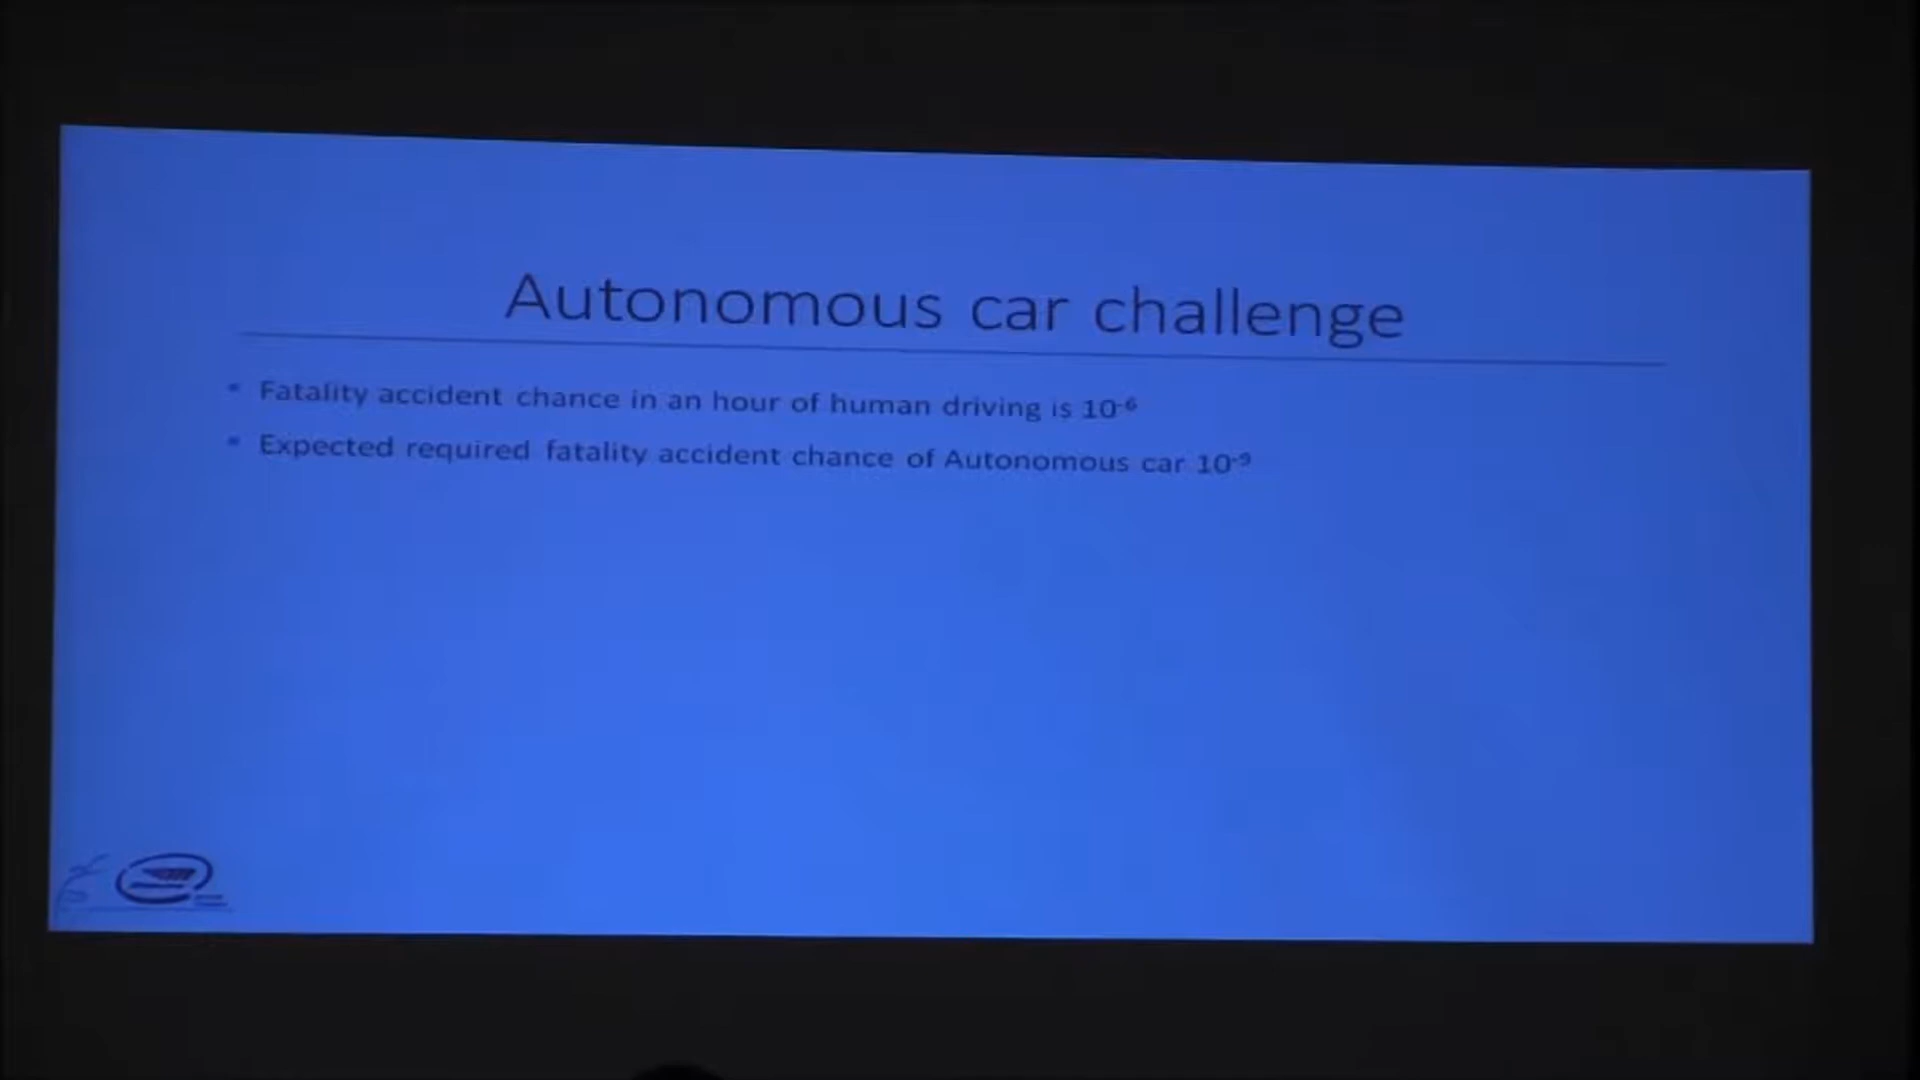 Autonomous car challenge
Fatality accident chance in an hour of human driving is 10⁻⁶
Expected required fatality accident chance of Autonomous car 10⁻⁹